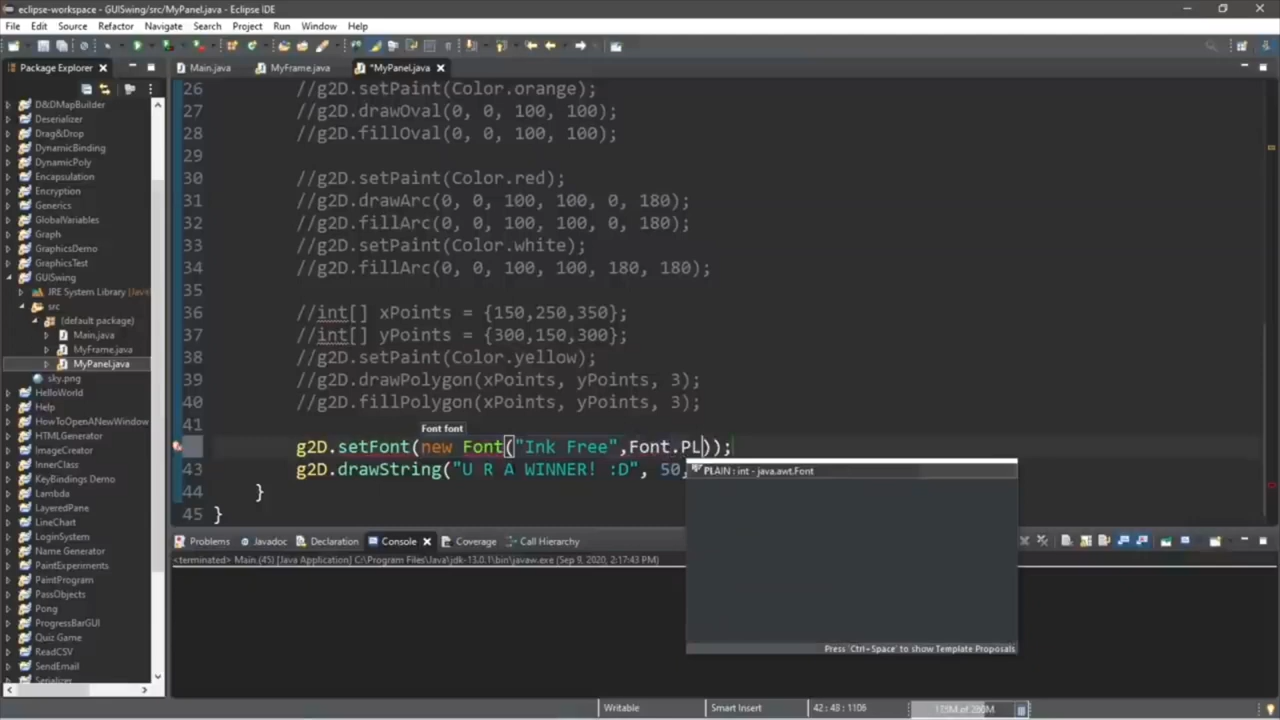 eclipse-workspace - GUISwing/src/MyPanel.java - Eclipse IDE
File Edit Source Refactor Navigate Search Project Run Window Help
Package Explorer Main.java MyFrame.java *MyPanel.java
D&DMapBuilder
Deserializer
Drag&Drop
DynamicBinding
DynamicPoly
Encapsulation
Encryption
Generics
GlobalVariables
Graph
GraphicsDemo
GraphicsTest
GUISwing
JRE System Library [Java
src
(default package)
Main.java
MyFrame.java
MyPanel.java
sky.png
HelloWorld
Help
HowToOpenANewWindow
HTMLGenerator
ImageCreator
InnerClass
KeyBindings Demo
Lambda
LayeredPane
LineChart
LoginSystem
Name Generator
PaintExperiments
PaintProgram
PassObjects
Pong
ProgressBarGUI
Quiz Game
ReadCSV
SendEmail
Serializer
26 //g2D.setPaint(Color.orange);
27 //g2D.drawOval(0, 0, 100, 100);
28 //g2D.fillOval(0, 0, 100, 100);
29
30 //g2D.setPaint(Color.red);
31 //g2D.drawArc(0, 0, 100, 100, 0, 180);
32 //g2D.fillArc(0, 0, 100, 100, 0, 180);
33 //g2D.setPaint(Color.white);
34 //g2D.fillArc(0, 0, 100, 100, 180, 180);
35
36 //int[] xPoints = {150,250,350};
37 //int[] yPoints = {300,150,300};
38 //g2D.setPaint(Color.yellow);
39 //g2D.drawPolygon(xPoints, yPoints, 3);
40 //g2D.fillPolygon(xPoints, yPoints, 3);
41
Font font
g2D.setFont(new Font("Ink Free",Font.PL));
43 g2D.drawString("U R A WINNER! :D", 50,
PLAIN : int - java.awt.Font
44 }
45 }
Press 'Ctrl+Space' to show Template Proposals
Problems Javadoc Declaration Console Coverage Call Hierarchy
<terminated> Main (45) [Java Application] C:\Program Files\Java\jdk-13.0.1\bin\javaw.exe (Sep 9, 2020, 2:17:43 PM)
Writable Smart Insert 42 : 48 : 1106